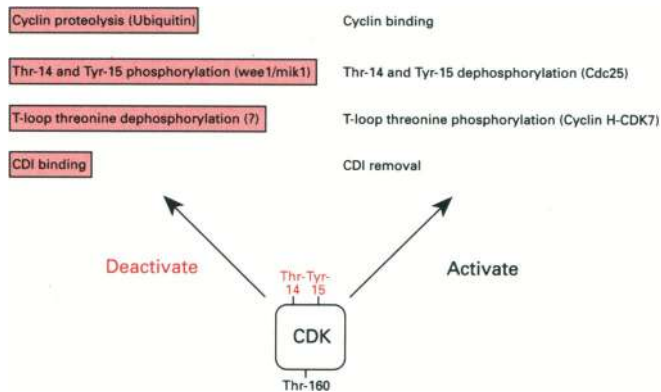 Cyclin proteolysis (Ubiquitin)
Cyclin binding
Thr-14 and Tyr-15 phosphorylation (wee1/mik1)
Thr-14 and Tyr-15 dephosphorylation (Cdc25)
T-loop threonine dephosphorylation (?)
T-loop threonine phosphorylation (Cyclin H-CDK7)
CDI binding
CDI removal
Deactivate
Activate
Thr-Tyr-
14 15
CDK
Thr-160